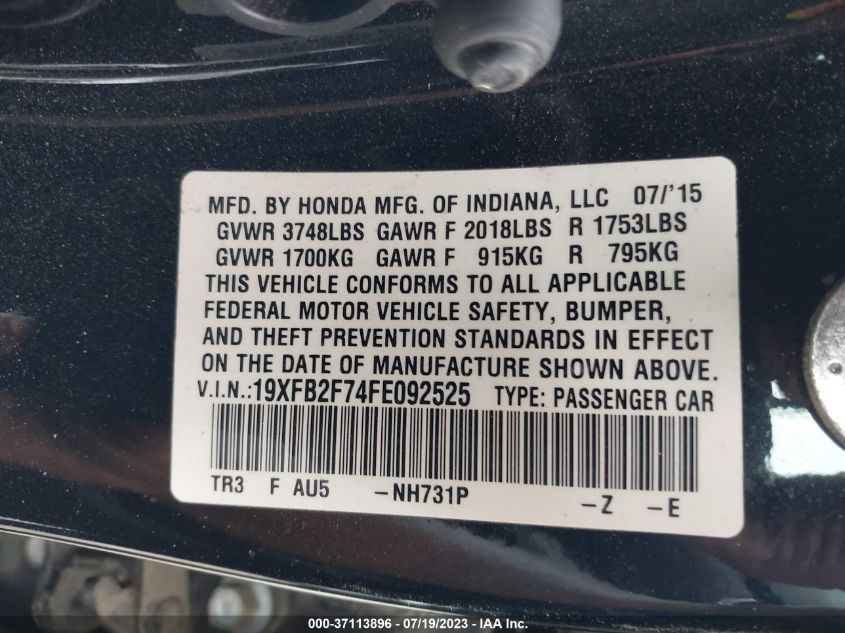 MFD. BY HONDA MFG. OF INDIANA, LLC 07/'15
GVWR 3748LBS GAWR F 2018LBS R 1753LBS
GVWR 1700KG GAWR F 915KG R 795KG
THIS VEHICLE CONFORMS TO ALL APPLICABLE
FEDERAL MOTOR VEHICLE SAFETY, BUMPER,
AND THEFT PREVENTION STANDARDS IN EFFECT
ON THE DATE OF MANUFACTURE SHOWN ABOVE.
V.I.N.:19XFB2F74FE092525 TYPE: PASSENGER CAR
TR3 F AU5 -NH731P -Z -E
000-37113896 - 07/19/2023 - IAA Inc.